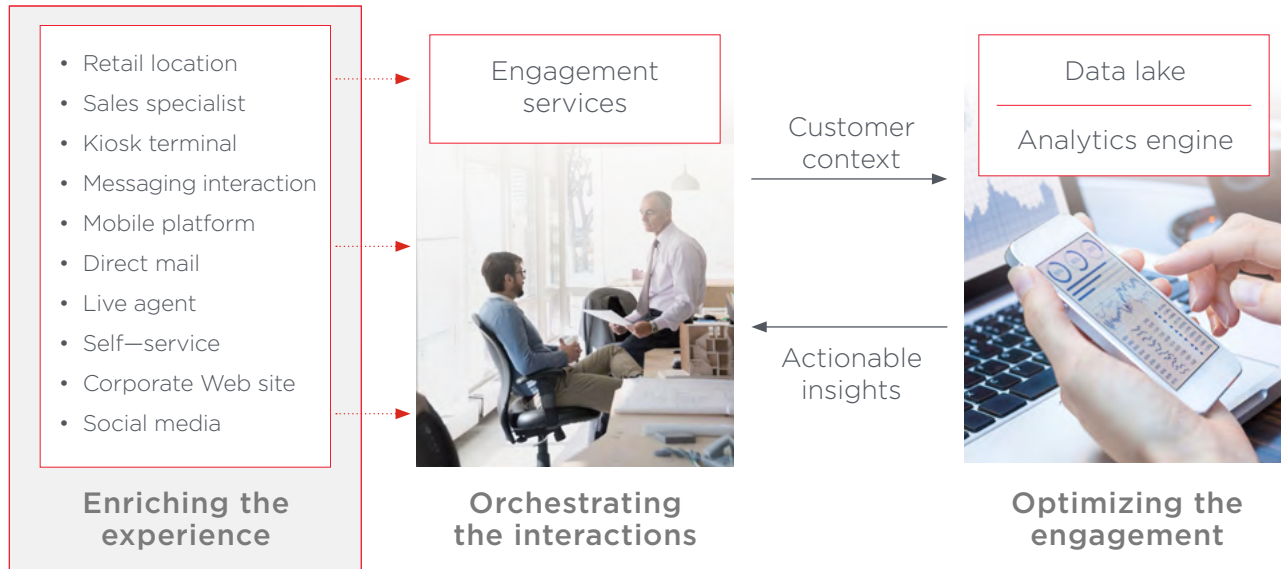 • Retail location
• Sales specialist
• Kiosk terminal
• Messaging interaction
• Mobile platform
• Direct mail
• Live agent
• Self—service
• Corporate Web site
• Social media
Enriching the
experience
Engagement
services
Orchestrating
the interactions
Customer
context
Actionable
insights
Data lake
Analytics engine
Optimizing the
engagement